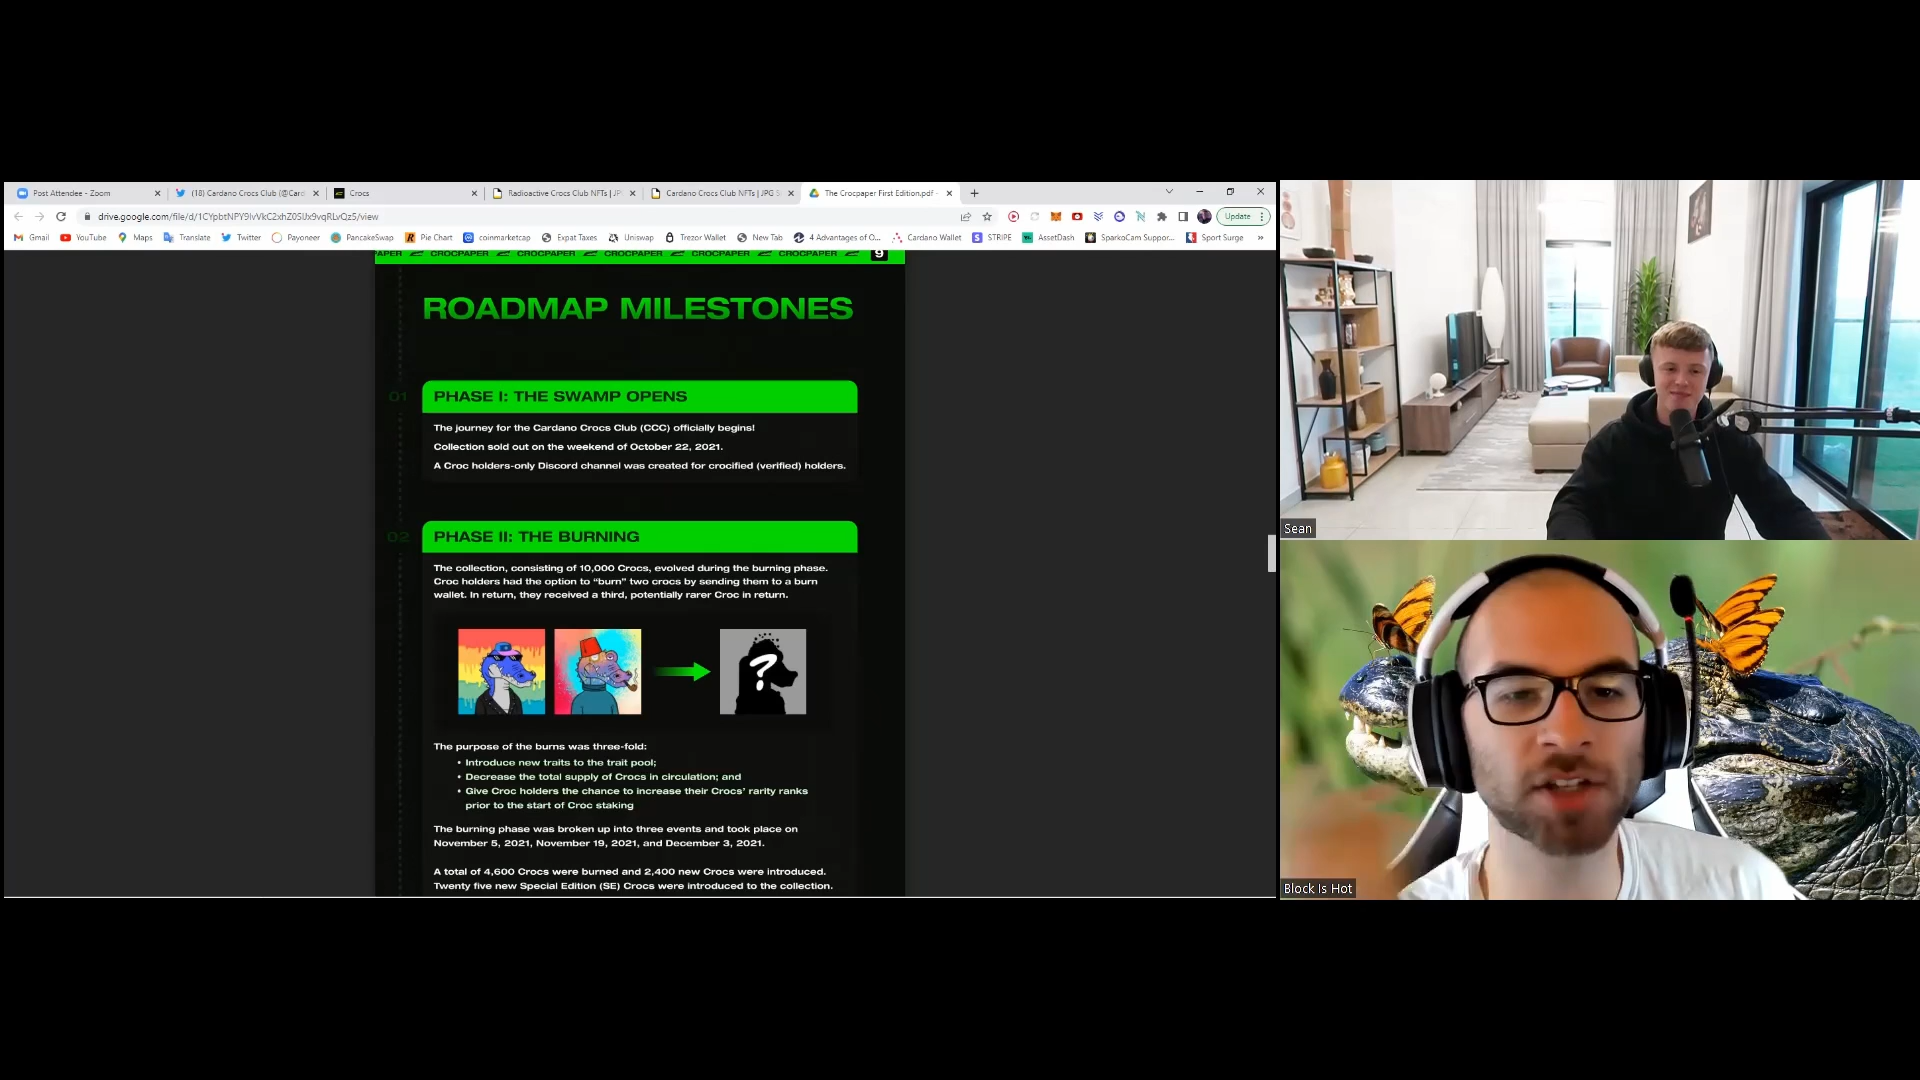 Post Attendee - Zoom
(18) Cardano Crocs Club (@Card
Crocs
Radioactive Crocs Club NFTs | JP
Cardano Crocs Club NFTs | JPG S
The Crocpaper First Edition.pdf -
drive.google.com/file/d/
/view
Update
Gmail
YouTube
Maps
Translate
Twitter
Payoneer
PancakeSwap
Pie Chart
coinmarketcap
Expat Taxes
Uniswap
Trezor Wallet
New Tab
4 Advantages of O...
Cardano Wallet
STRIPE
AssetDash
SparkoCam Suppor...
Sport Surge
»
PAPER CROCPAPER CROCPAPER CROCPAPER CROCPAPER CROCPAPER 9
ROADMAP MILESTONES
01
PHASE I: THE SWAMP OPENS
The journey for the Cardano Crocs Club (CCC) officially begins!
Collection sold out on the weekend of October 22, 2021.
A Croc holders-only Discord channel was created for crocified (verified) holders.
02
PHASE II: THE BURNING
The collection, consisting of 10,000 Crocs, evolved during the burning phase.
Croc holders had the option to “burn” two crocs by sending them to a burn
wallet. In return, they received a third, potentially rarer Croc in return.
?
The purpose of the burns was three-fold:
• Introduce new traits to the trait pool;
• Decrease the total supply of Crocs in circulation; and
• Give Croc holders the chance to increase their Crocs’ rarity ranks
prior to the start of Croc staking
The burning phase was broken up into three events and took place on
November 5, 2021, November 19, 2021, and December 3, 2021.
A total of 4,600 Crocs were burned and 2,400 new Crocs were introduced.
Twenty five new Special Edition (SE) Crocs were introduced to the collection.
Sean
Block Is Hot